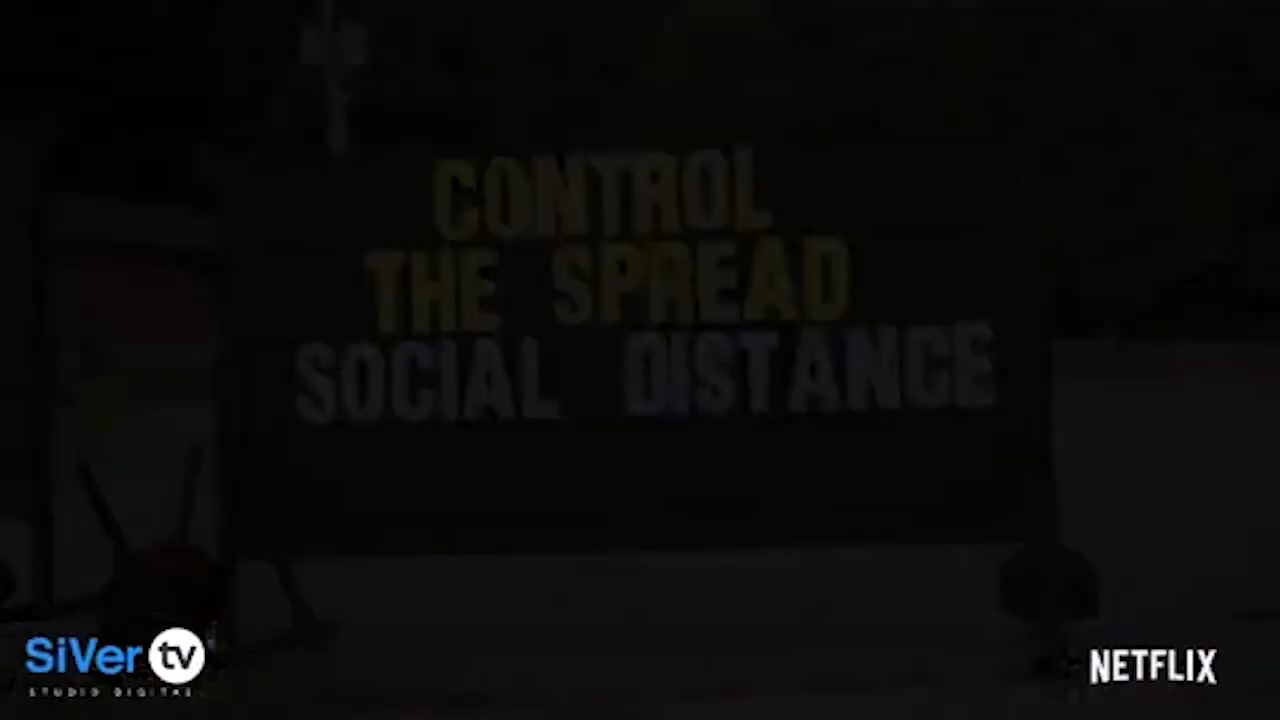 CONTROL
THE SPREAD
SOCIAL DISTANCE
SiVer tv
STUDIO DIGITAL
NETFLIX